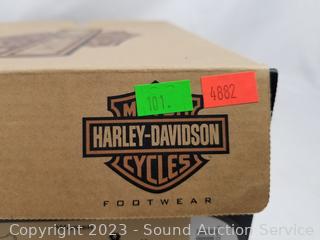 101.
4882
MOTOR
HARLEY-DAVIDSON
CYCLES
FOOTWEAR
Copyright 2023 - Sound Auction Service